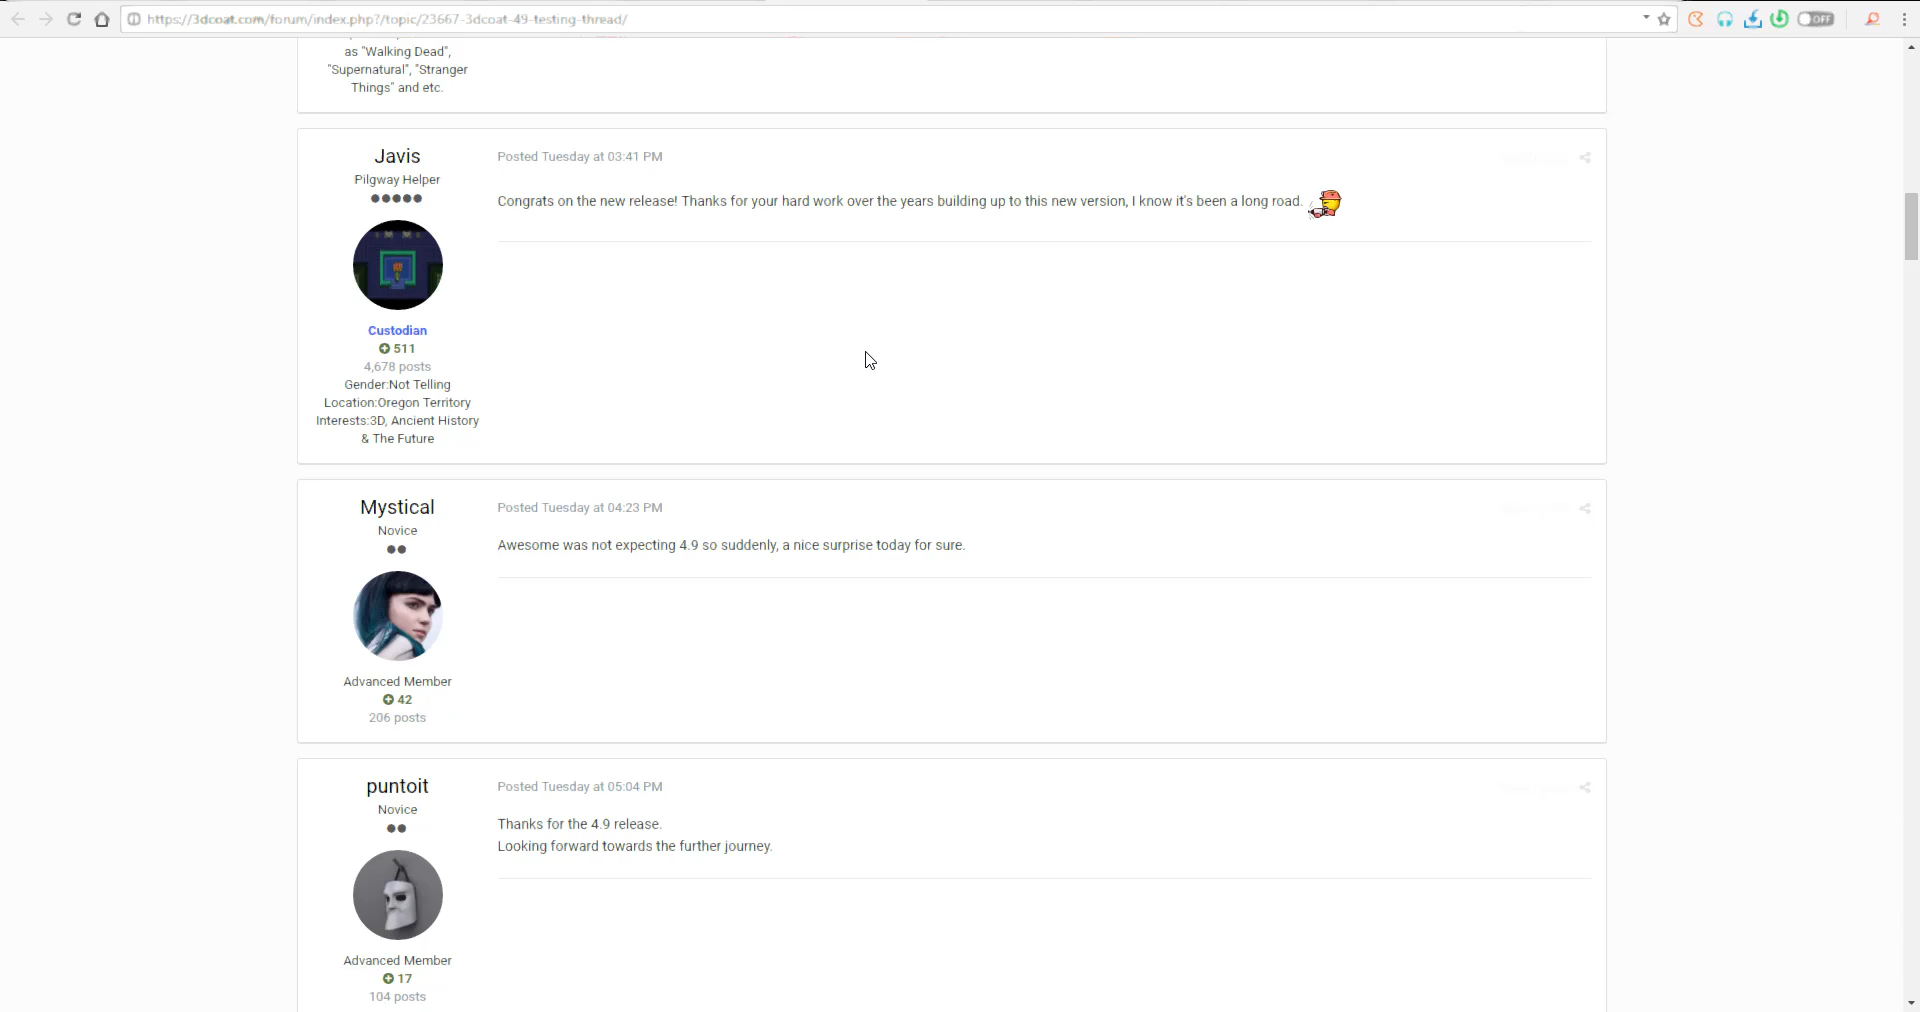 https://3dcoat.com/forum/index.php?/topic/23667-3dcoat-49-testing-thread/
OFF
as "Walking Dead",
"Supernatural", "Stranger
Things" and etc.
Javis
Pilgway Helper
Custodian
511
4,678 posts
Gender:Not Telling
Location:Oregon Territory
Interests:3D, Ancient History
& The Future
Posted Tuesday at 03:41 PM
Congrats on the new release! Thanks for your hard work over the years building up to this new version, I know it's been a long road.
Mystical
Novice
Advanced Member
42
206 posts
Posted Tuesday at 04:23 PM
Awesome was not expecting 4.9 so suddenly, a nice surprise today for sure.
puntoit
Novice
Advanced Member
17
104 posts
Posted Tuesday at 05:04 PM
Thanks for the 4.9 release.
Looking forward towards the further journey.